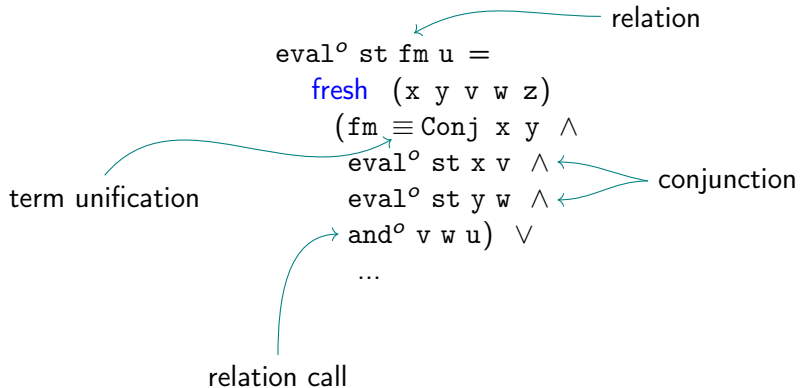 relation
evalᵒ st fm u =
fresh (x y v w z)
(fm ≡ Conj x y ∧
evalᵒ st x v ∧
conjunction
term unification
evalᵒ st y w ∧
andᵒ v w u) ∨
...
relation call